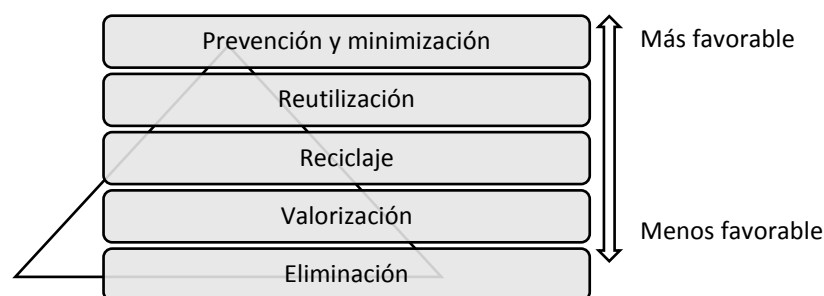 Prevención y minimización
Más favorable
Reutilización
Reciclaje
Valorización
Menos favorable
Eliminación